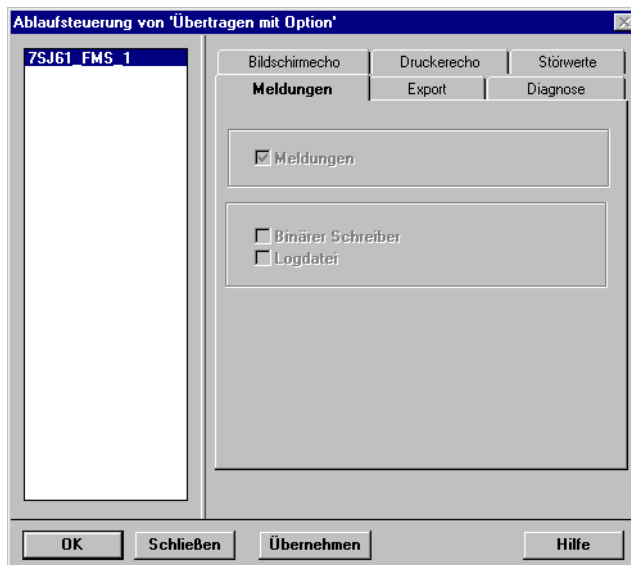 Ablaufsteuerung von 'Übertragen mit Option'
7SJ61_FMS_1
Bildschirmecho Druckerecho Störwerte
Meldungen Export Diagnose
Meldungen
Binärer Schreiber
Logdatei
OK Schließen Übernehmen Hilfe